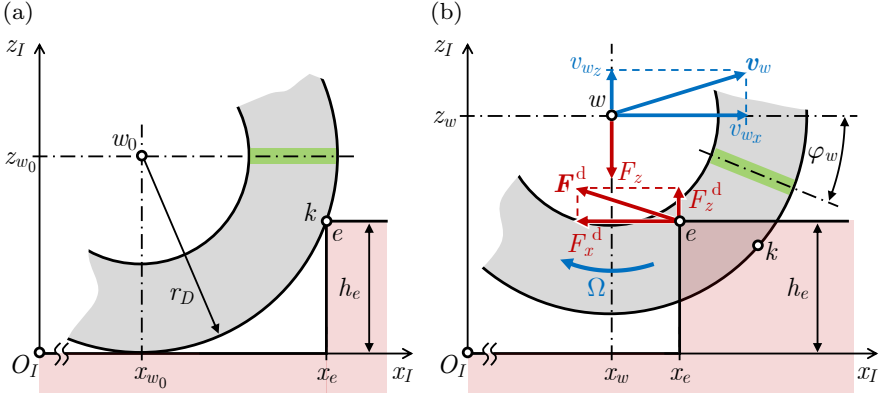 (a)
z_I
w_0
z_{w_0}
k
e
r_D
h_e
O_I
x_{w_0}
x_e
x_I
(b)
z_I
v_{w_z}
v_w
w
z_w
v_{w_x}
φ_w
F_z
F^d
F_z^d
F_x^d
e
k
Ω
h_e
O_I
x_w
x_e
x_I